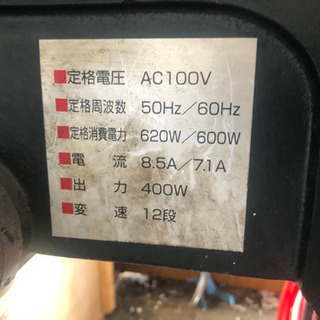 ■定格電圧 AC100V
■定格周波数 50Hz/60Hz
■定格消費電力 620W/600W
■電流 8.5A/7.1A
■出力 400W
■変速 12段